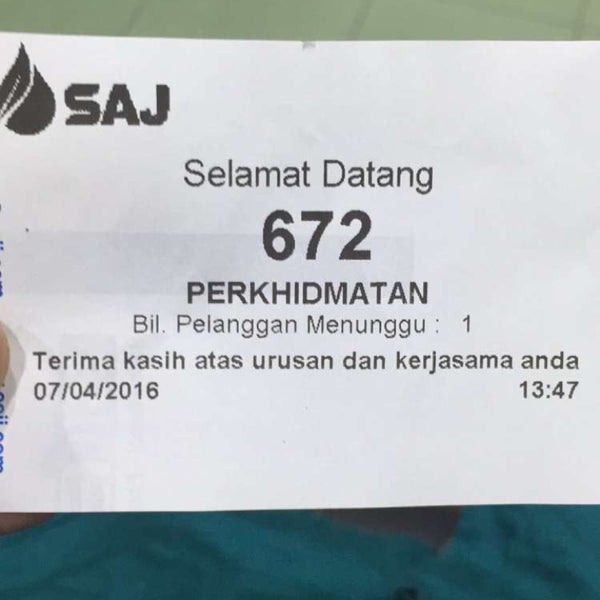 SAJ
Selamat Datang
672
PERKHIDMATAN
Bil. Pelanggan Menunggu : 1
Terima kasih atas urusan dan kerjasama anda
07/04/2016 13:47